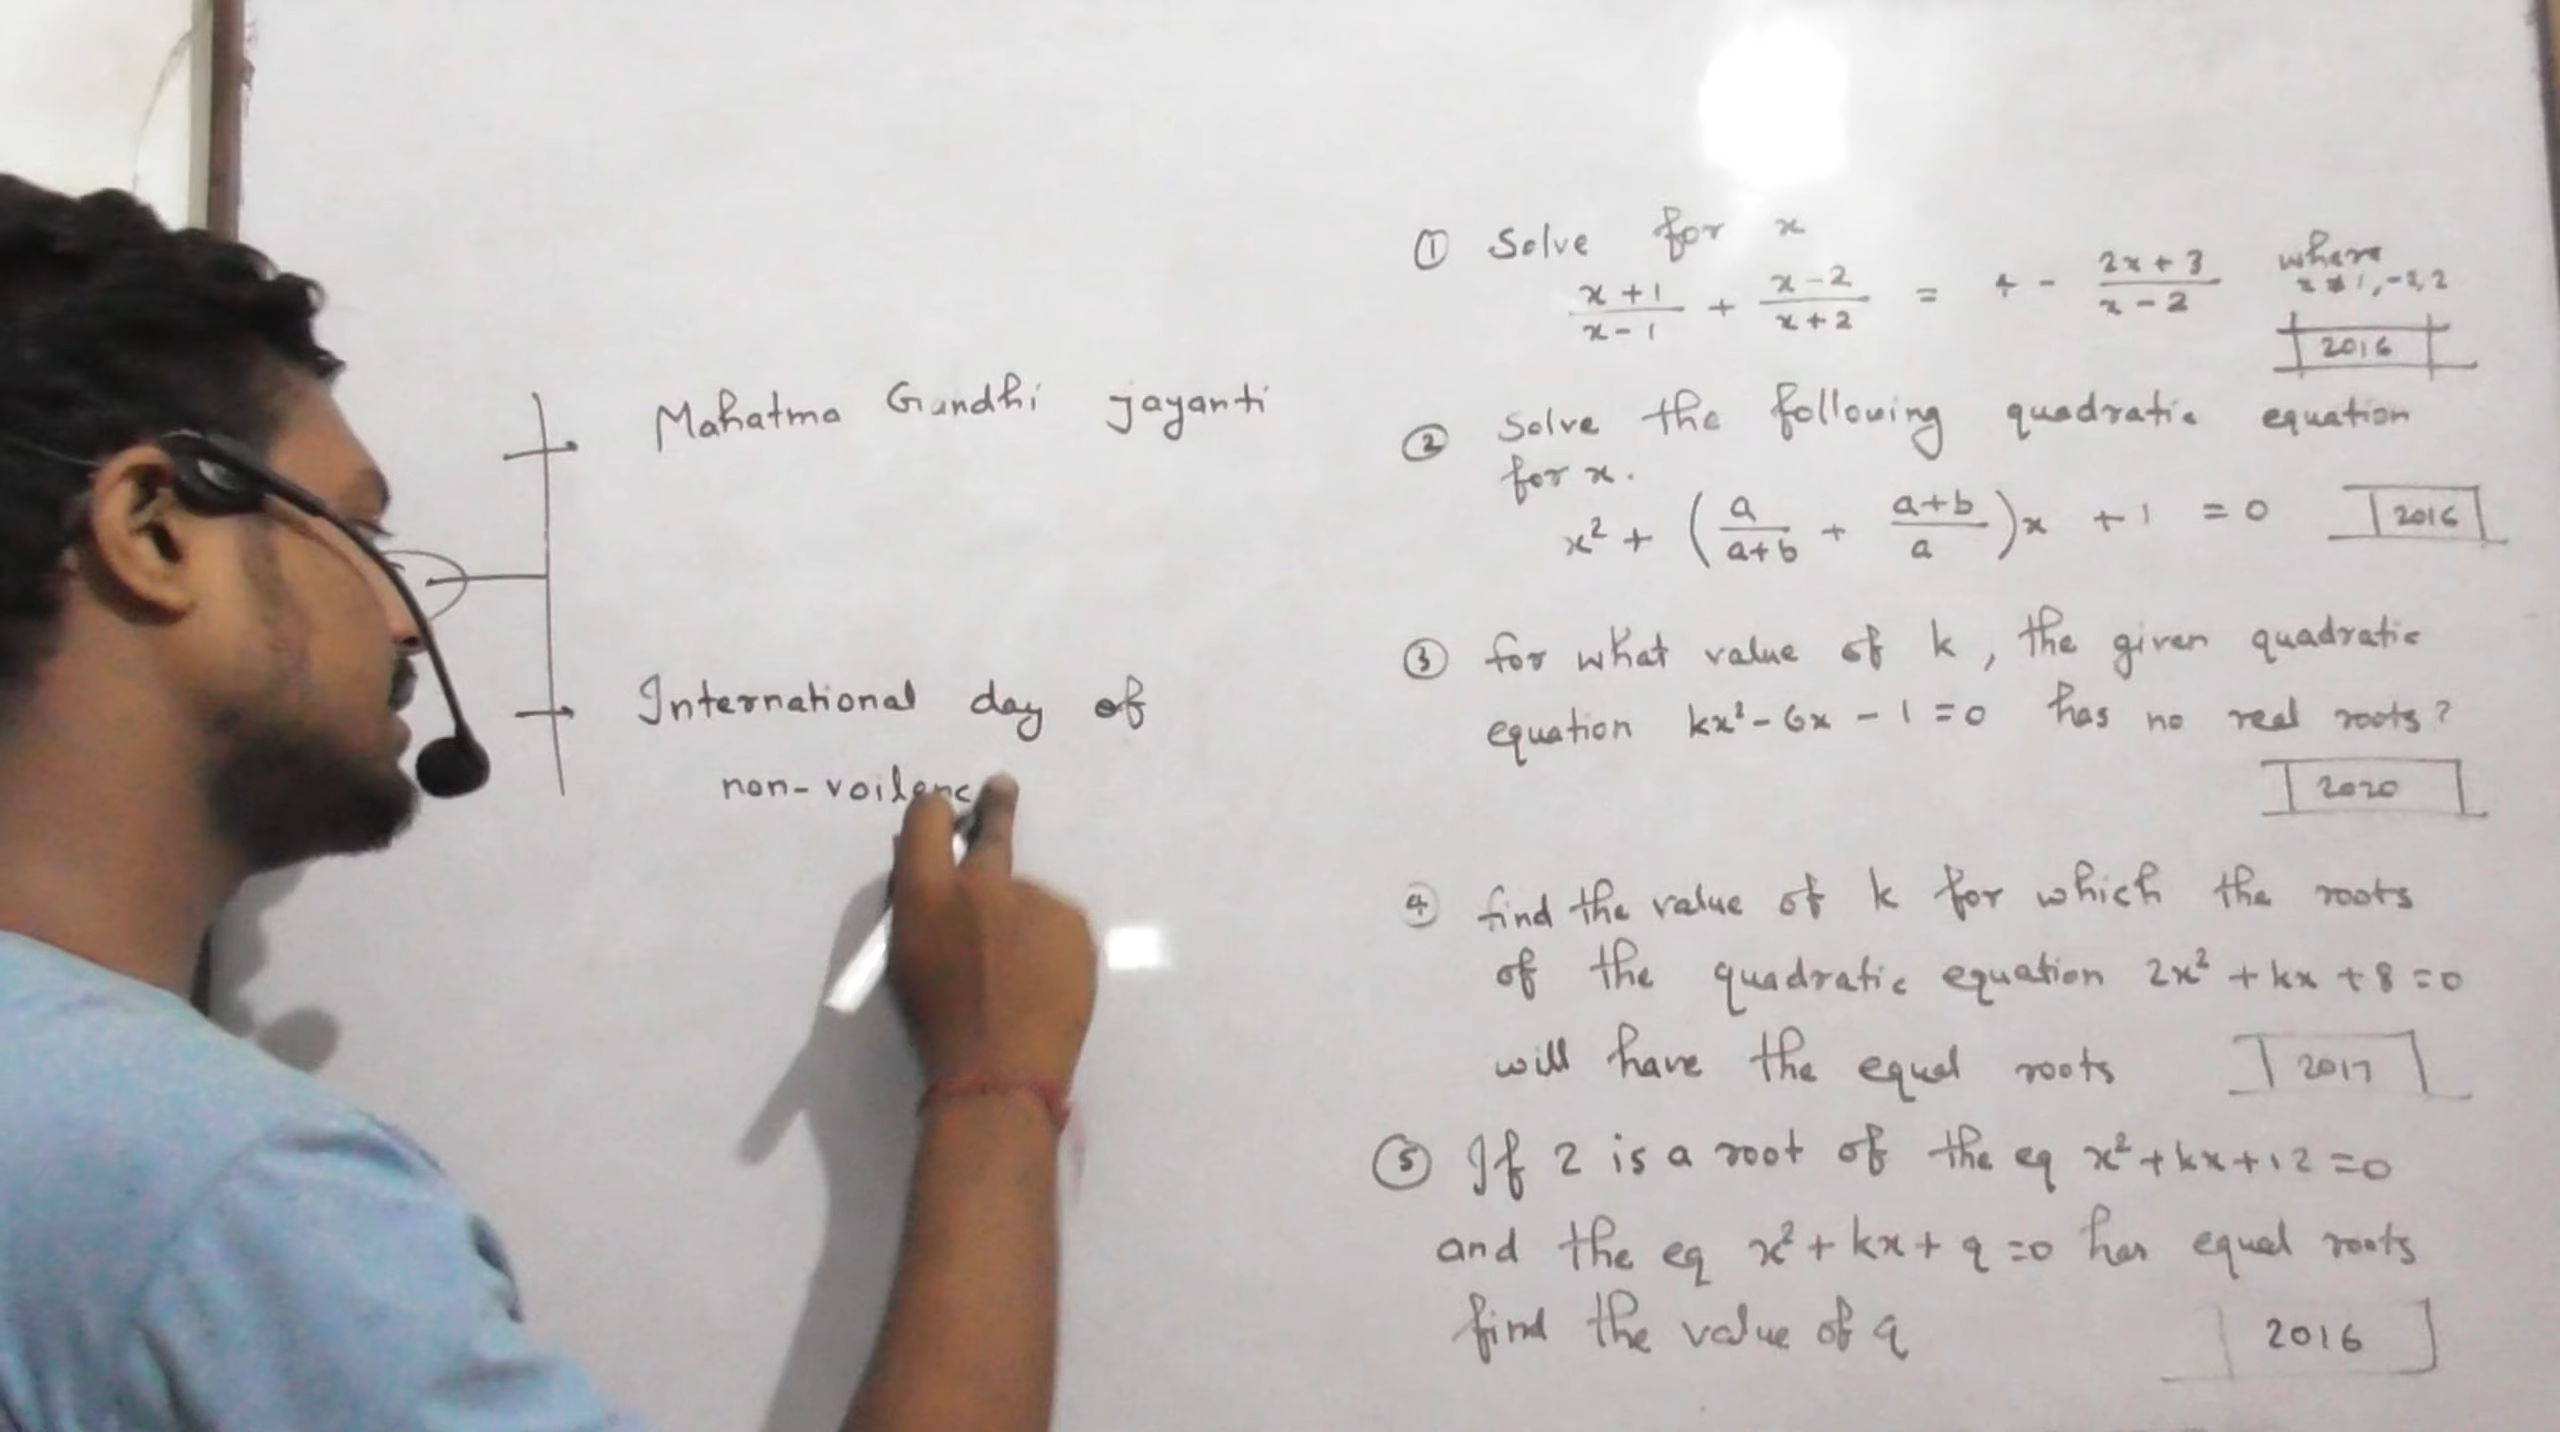 Mahatma Gandhi jayanti
International day of
non-voilenc
① Solve for x
x+1/x-1 + x-2/x+2 = 4 - 2x+3/x-2 where x≠1,-2,2
2016
② Solve the following quadratic equation
for x.
x² + (a/a+b + a+b/a)x + 1 = 0 2016
③ for what value of k, the given quadratic
equation kx²-6x-1=0 has no real roots?
2020
④ find the value of k for which the roots
of the quadratic equation 2x²+kx+8=0
will have the equal roots 2017
⑤ If 2 is a root of the eq x²+kx+12=0
and the eq x²+kx+q=0 has equal roots
find the value of q 2016